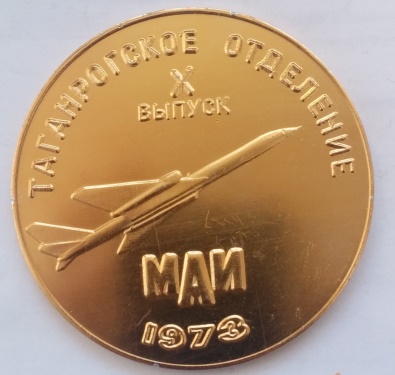 ТАГАНРОГСКОЕ ОТДЕЛЕНИЕ
X
ВЫПУСК
МАИ
1973